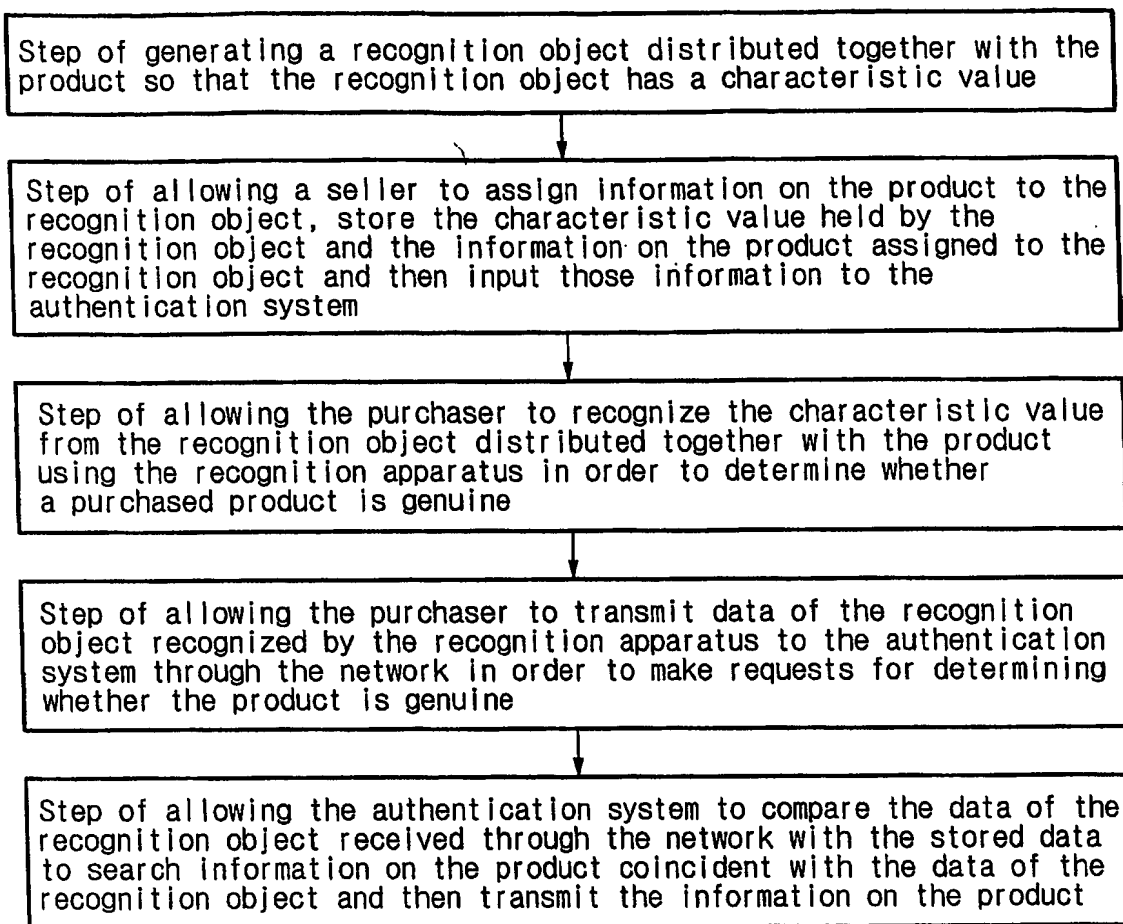 Step of generating a recognition object distributed together with the
product so that the recognition object has a characteristic value
Step of allowing a seller to assign information on the product to the
recognition object, store the characteristic value held by the
recognition object and the information on the product assigned to the
recognition object and then input those information to the
authentication system
Step of allowing the purchaser to recognize the characteristic value
from the recognition object distributed together with the product
using the recognition apparatus in order to determine whether
a purchased product is genuine
Step of allowing the purchaser to transmit data of the recognition
object recognized by the recognition apparatus to the authentication
system through the network in order to make requests for determining
whether the product is genuine
Step of allowing the authentication system to compare the data of the
recognition object received through the network with the stored data
to search information on the product coincident with the data of the
recognition object and then transmit the information on the product